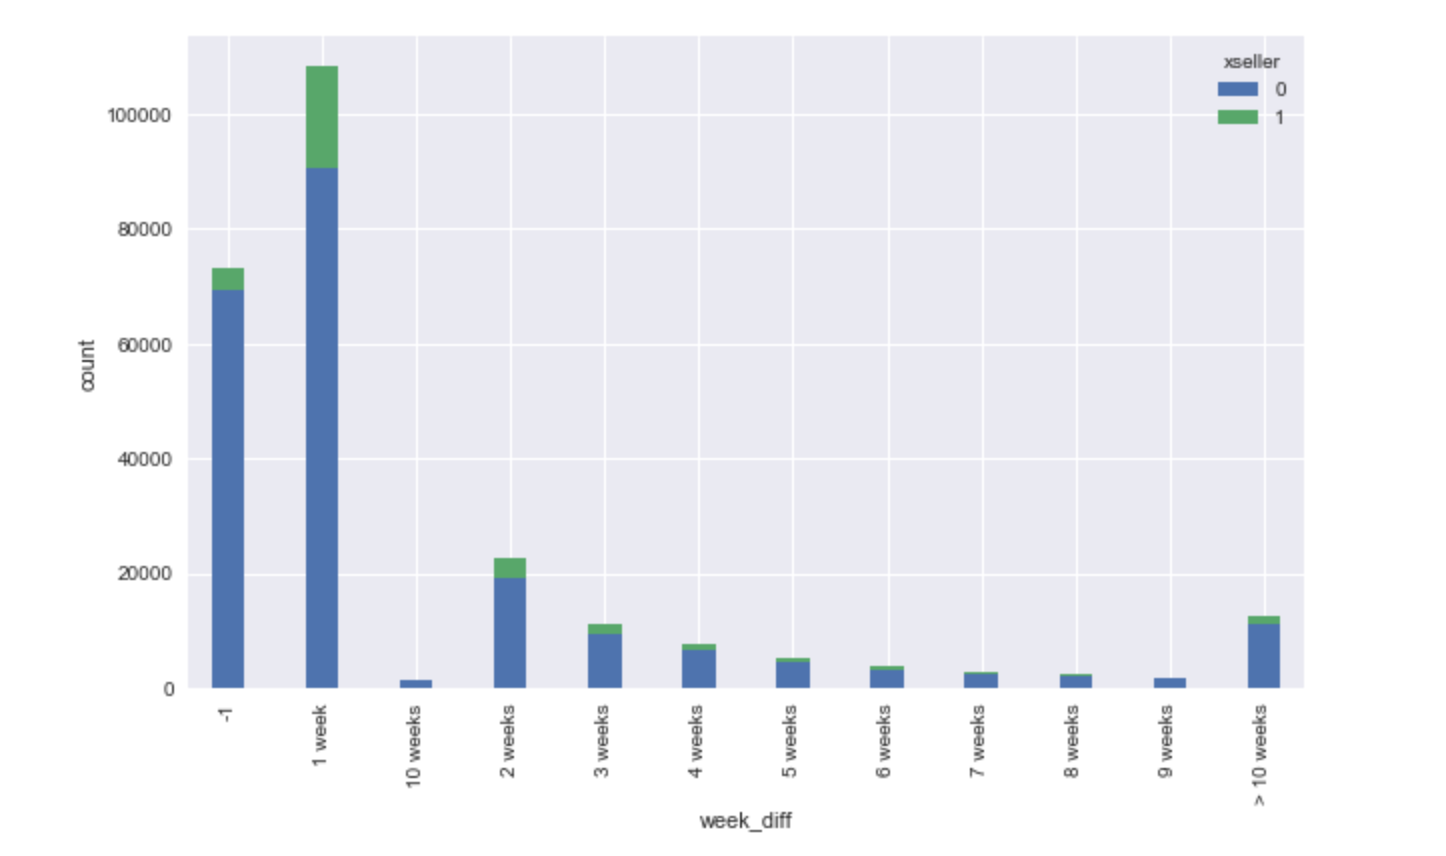 xseller
0
1
100000
80000
60000
40000
20000
0
count
-1
1 week
10 weeks
2 weeks
3 weeks
4 weeks
5 weeks
6 weeks
7 weeks
8 weeks
9 weeks
> 10 weeks
week_diff